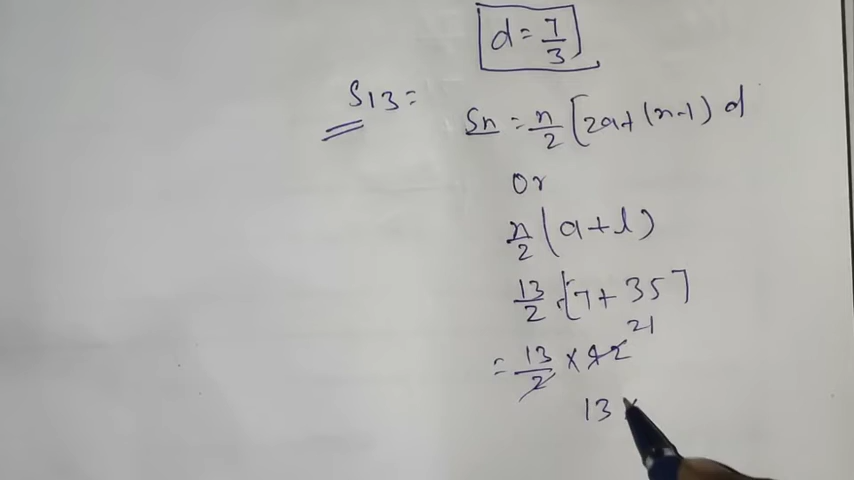 d = 7/3
S13 =
Sn = n/2 [2a + (n-1) d
Or
n/2 (a + l)
13/2 [7 + 35]
= 13/2 × 42 21
13 ×